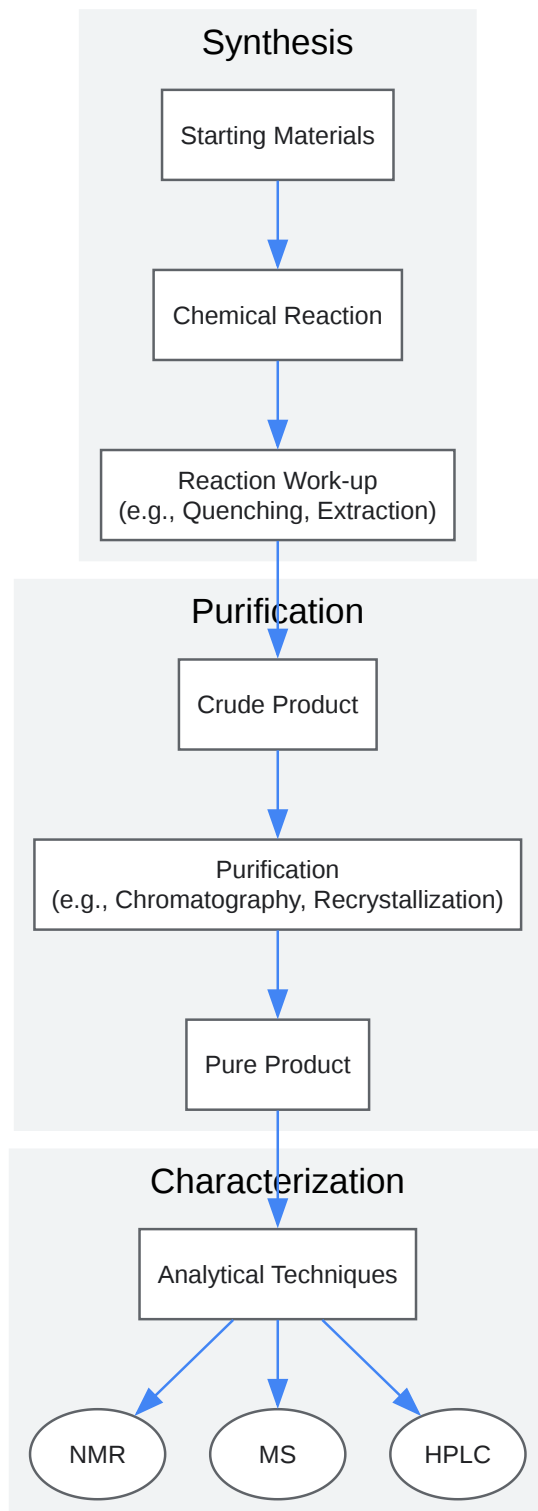 Synthesis
Starting Materials
Chemical Reaction
Reaction Work-up
(e.g., Quenching, Extraction)
Purification
Crude Product
Purification
(e.g., Chromatography, Recrystallization)
Pure Product
Characterization
Analytical Techniques
NMR
MS
HPLC